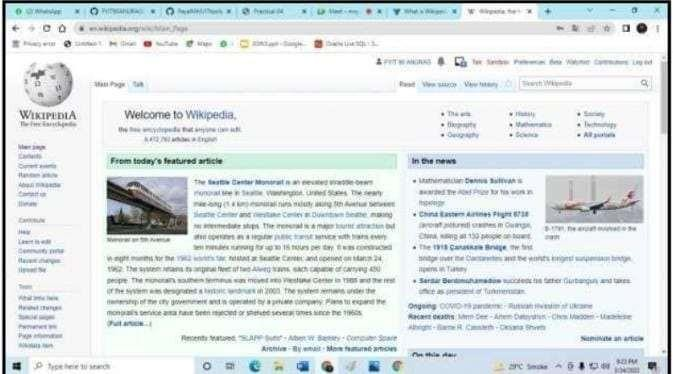 WhatsApp
Practical 04
Meet –
What is Wikiped
Wikipedia, the f
en.wikipedia.org/wiki/Main_Page
Privacy error
Gmail
YouTube
Maps
Oracle Live SQL - S...
Talk Sandbox Preferences Beta Watchlist Contributions Log out
Main Page Talk
Read View source View history
Search Wikipedia
WIKIPEDIA
The Free Encyclopedia
Main page
Contents
Current events
Random article
About Wikipedia
Contact us
Donate
Contribute
Help
Learn to edit
Community portal
Recent changes
Upload file
Tools
What links here
Related changes
Special pages
Permanent link
Page information
Welcome to Wikipedia,
the free encyclopedia that anyone can edit.
articles in English
The arts
Biography
Geography
History
Mathematics
Science
Society
Technology
All portals
From today's featured article
The Seattle Center Monorail is an elevated straddle-beam
monorail line in Seattle, Washington, United States. The nearly
mile-long (1.4 km) monorail runs mostly along 5th Avenue between
Seattle Center and Westlake Center in Downtown Seattle, making
no intermediate stops. The monorail is a major tourist attraction but
also operates as a regular public transit service with trains every
ten minutes running for up to 16 hours per day. It was constructed
in eight months for the 1962 world's fair, hosted at Seattle Center, and opened on March 24,
1962. The system retains its original fleet of two Alweg trains, each capable of carrying 450
people. The monorail's southern terminus was moved into Westlake Center in 1988 and the rest
of the system was designated a historic landmark in 2003. The system remains under the
ownership of the city government and is operated by a private company. Plans to expand the
monorail's service area have been rejected or shelved several times since the 1960s.
(Full article...)
Monorail on 5th Avenue
Recently featured: "SLAPP Suits" · Albert W. Barkley · Computer Space
Archive · By email · More featured articles
In the news
Mathematician Dennis Sullivan is
awarded the Abel Prize for his work in
topology.
China Eastern Airlines Flight 5735
(aircraft pictured) crashes in Guangxi,
China, killing all 132 people on board.
The 1915 Çanakkale Bridge, the first
bridge over the Dardanelles and the world's longest suspension bridge,
opens in Turkey.
Serdar Berdimuhamedow succeeds his father Gurbanguly and takes
office as president of Turkmenistan.
B-1791, the aircraft involved in the
crash
Ongoing: COVID-19 pandemic · Russian invasion of Ukraine
Recent deaths: Mern Dee · Artem Datsyshyn · Chris Madden · Madeleine
Albright · Barrie R. Cassileth · Oksana Shvets
Nominate an article
On this day
Type here to search
29°C Smoke
9:23 PM
3/24/2022